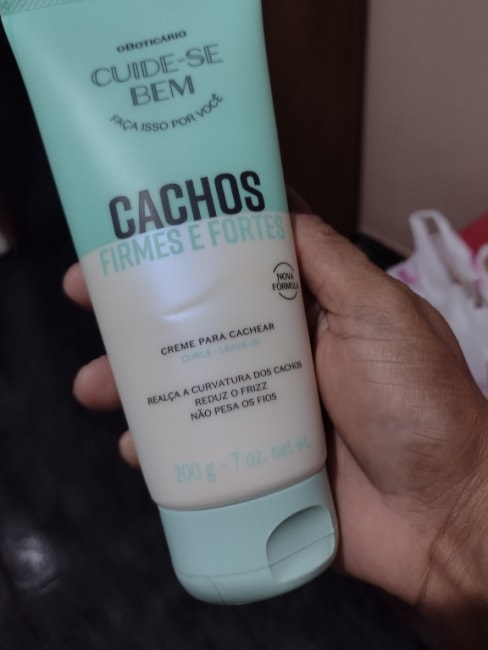 oBOTICÁRIO
CUIDE-SE
BEM
FAÇA ISSO POR VOCÊ
CACHOS
FIRMES E FORTES
NOVA
FÓRMULA
CREME PARA CACHEAR
CURLS - LEAVE-IN
REALÇA A CURVATURA DOS CACHOS
REDUZ O FRIZZ
NÃO PESA OS FIOS
200 g - 7 oz. net wt.